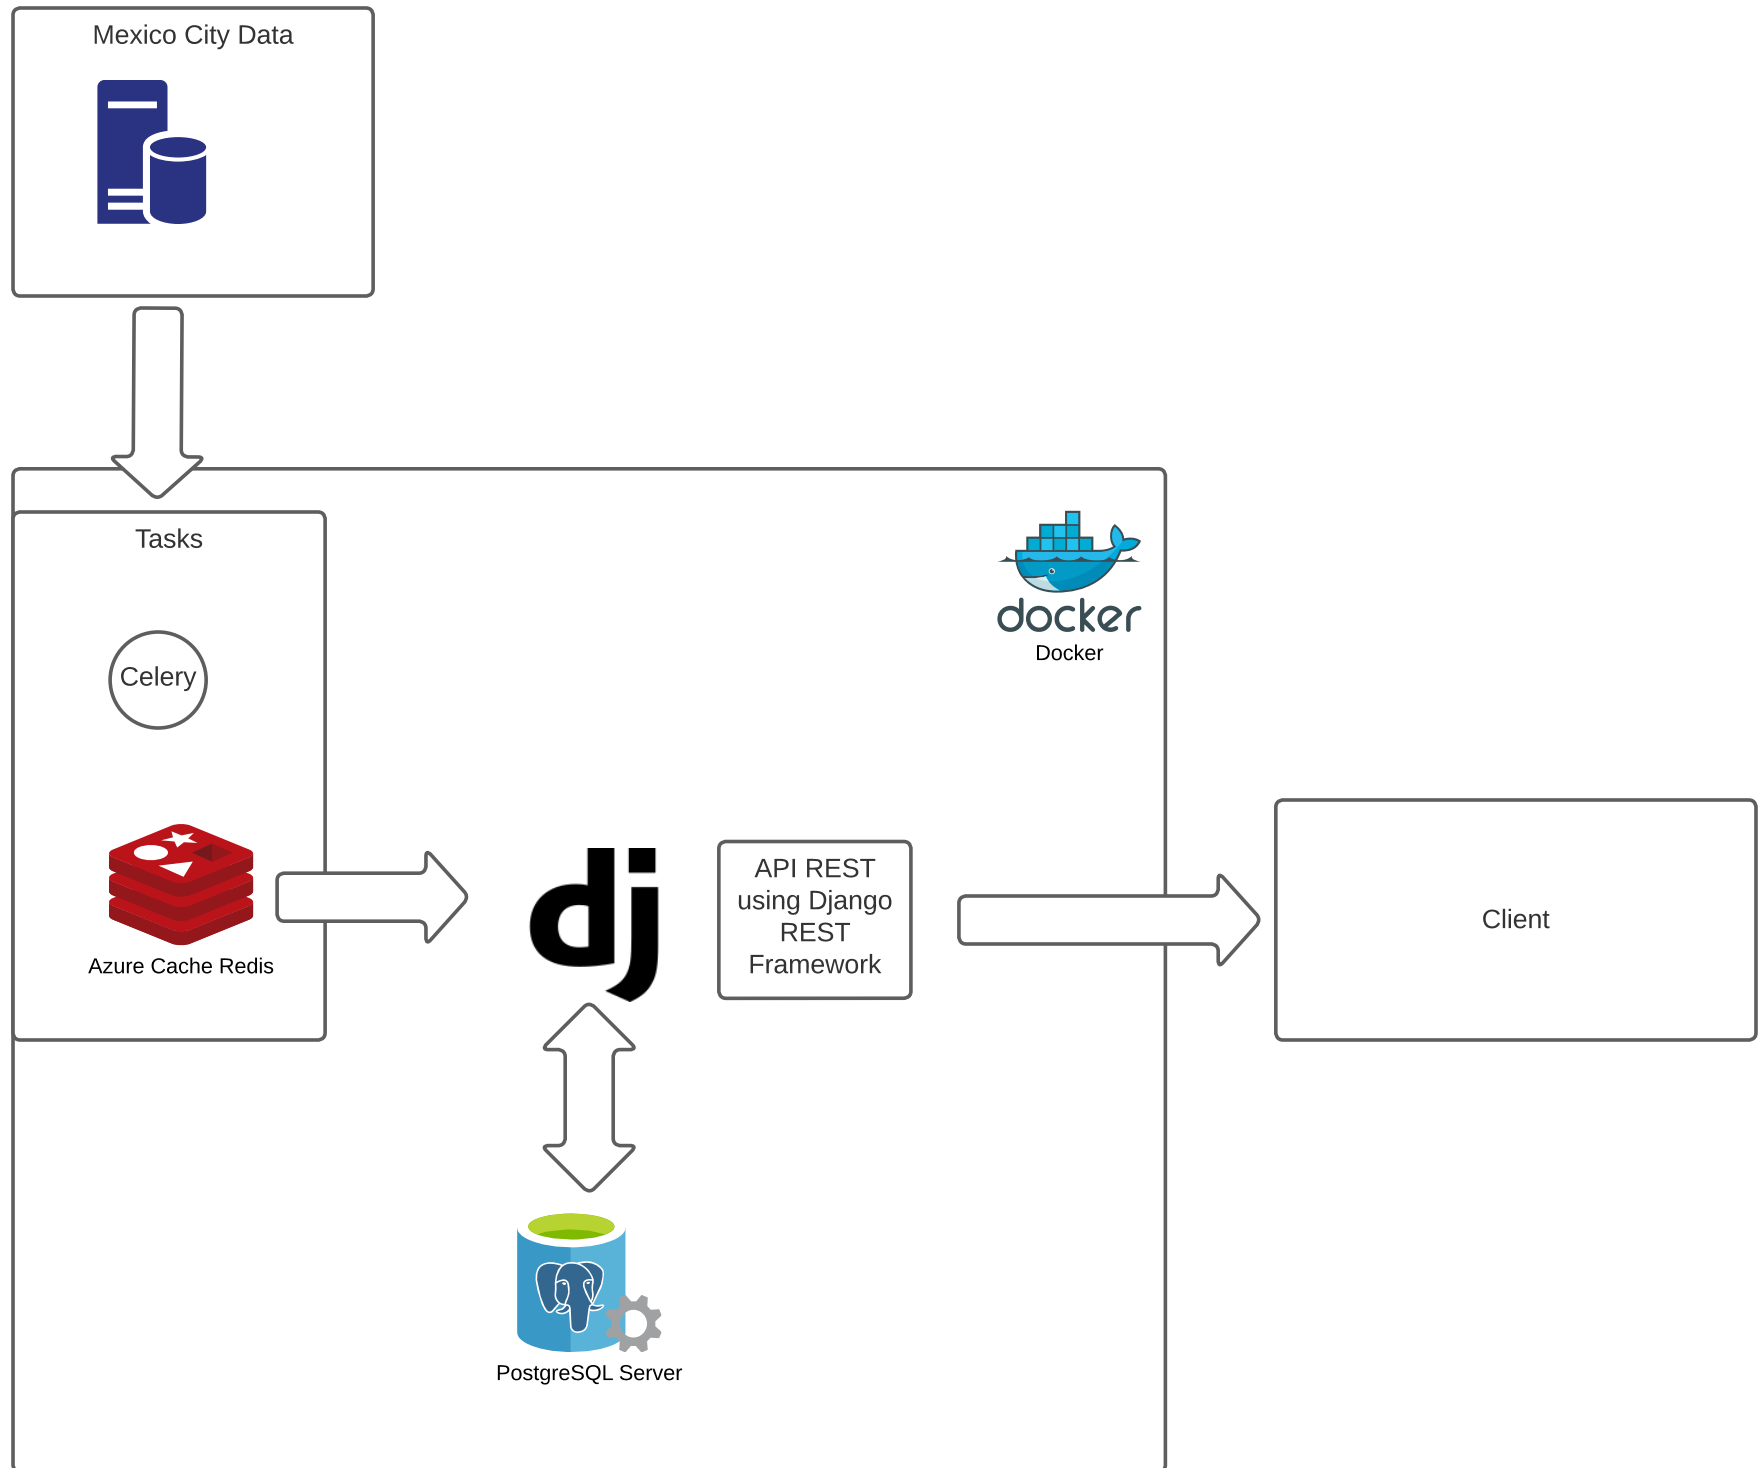 Mexico City Data
Tasks
Celery
Azure Cache Redis
docker
Docker
dj
API REST
using Django
REST
Framework
Client
PostgreSQL Server